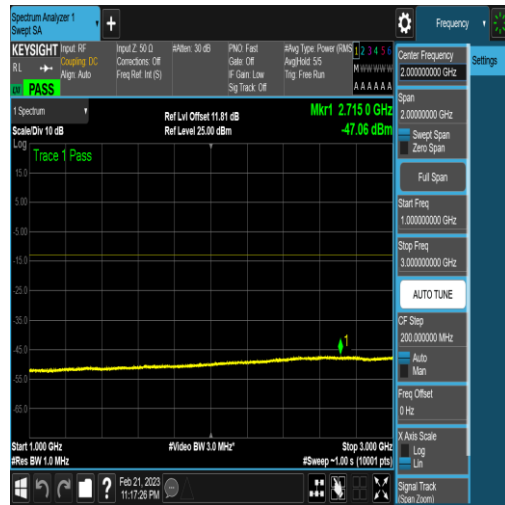 Spectrum Analyzer 1
Swept SA
Frequency
KEYSIGHT Input: RF
Coupling: DC
Align: Auto
RL
PASS
Input Z: 50 Ω
Corrections: Off
Freq Ref: Int (S)
#Atten: 30 dB
PNO: Fast
Gate: Off
IF Gain: Low
Sig Track: Off
#Avg Type: Power (RMS)
Avg|Hold: 5/5
Trig: Free Run
1 2 3 4 5 6
M W W W W W
A A A A A A
1 Spectrum
Scale/Div 10 dB
Ref Lvl Offset 11.81 dB
Ref Level 25.00 dBm
Mkr1 2.715 0 GHz
-47.06 dBm
Log
Trace 1 Pass
15.0
5.00
-5.00
-15.0
-25.0
-35.0
-45.0
-55.0
-65.0
1
Start 1.000 GHz
#Res BW 1.0 MHz
#Video BW 3.0 MHz*
Stop 3.000 GHz
#Sweep ~1.00 s (10001 pts)
Feb 21, 2023
11:17:26 PM
Settings
Center Frequency
2.000000000 GHz
Span
2.00000000 GHz
Swept Span
Zero Span
Full Span
Start Freq
1.000000000 GHz
Stop Freq
3.000000000 GHz
AUTO TUNE
CF Step
200.000000 MHz
Auto
Man
Freq Offset
0 Hz
X Axis Scale
Log
Lin
Signal Track
(Span Zoom)